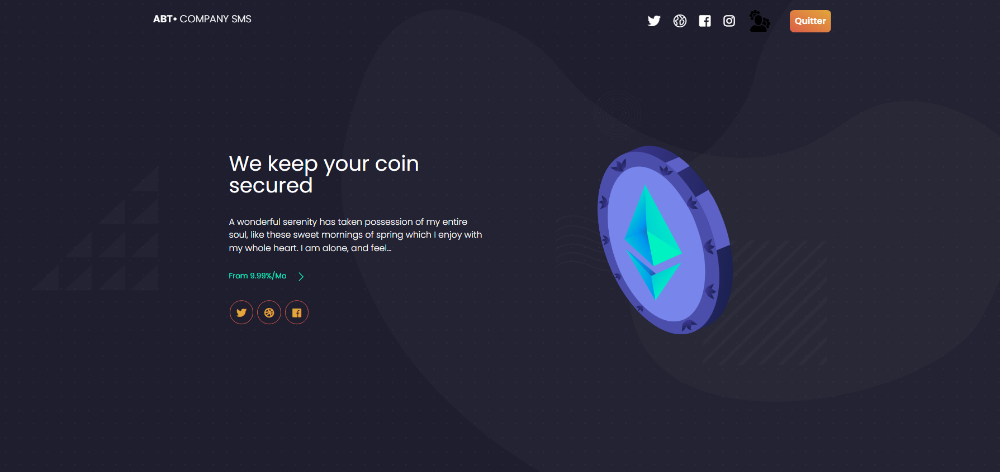 ABT• COMPANY SMS
Quitter
We keep your coin
secured
A wonderful serenity has taken possession of my entire
soul, like these sweet mornings of spring which I enjoy with
my whole heart. I am alone, and feel...
From 9.99%/Mo